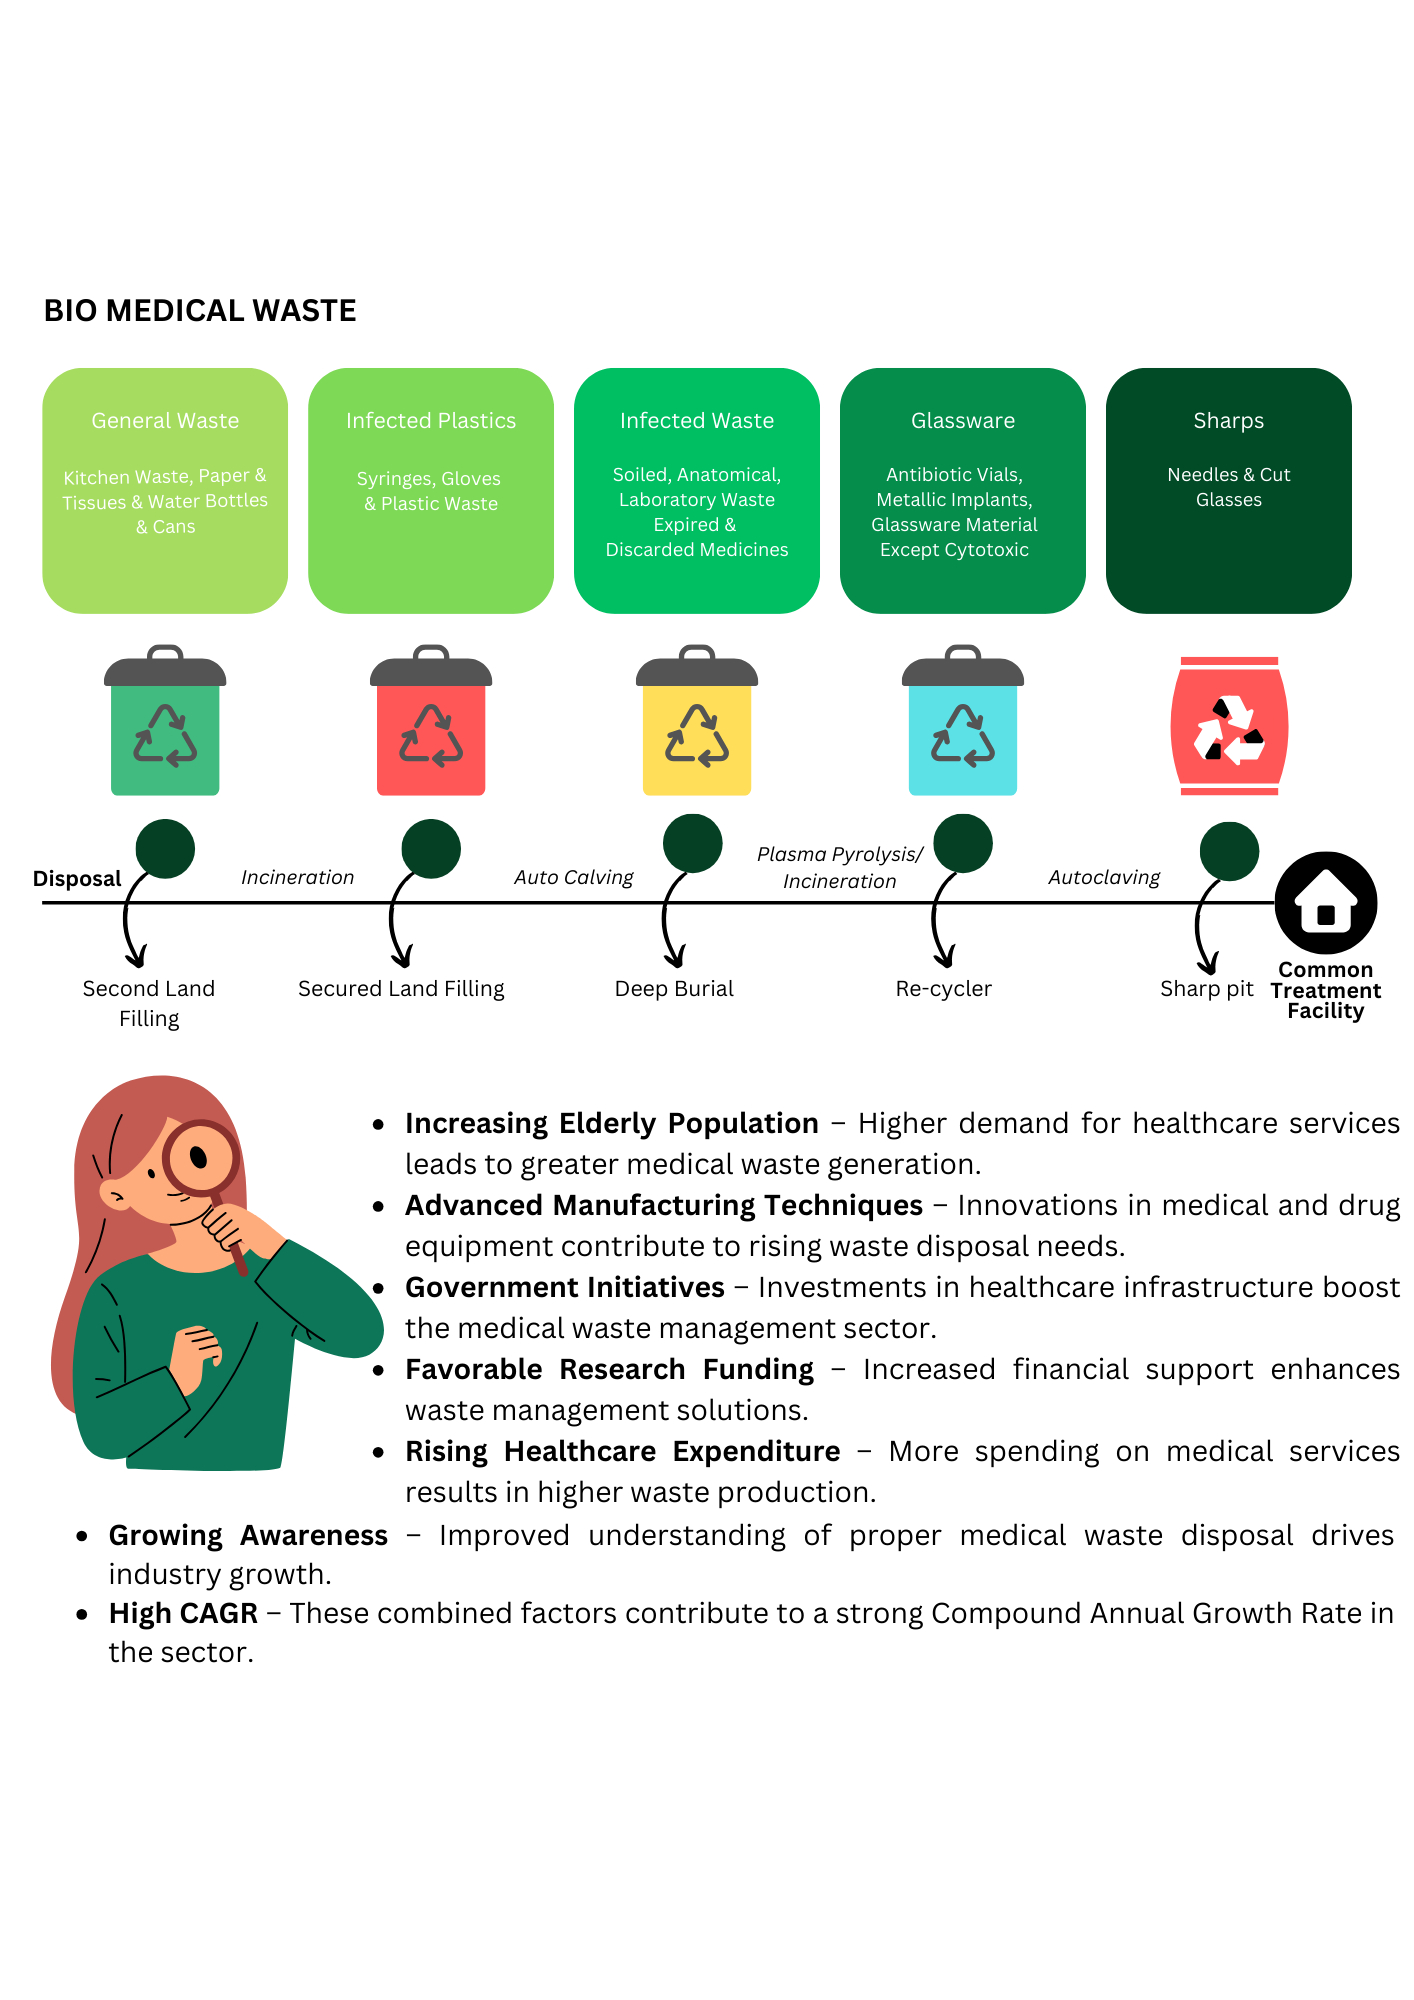 BIO MEDICAL WASTE
General Waste
Kitchen Waste, Paper &
Tissues & Water Bottles
& Cans
Infected Plastics
Syringes, Gloves
& Plastic Waste
Infected Waste
Soiled, Anatomical,
Laboratory Waste
Expired &
Discarded Medicines
Glassware
Antibiotic Vials,
Metallic Implants,
Glassware Material
Except Cytotoxic
Sharps
Needles & Cut
Glasses
Disposal
Incineration
Auto Calving
Plasma Pyrolysis/
Incineration
Autoclaving
Second Land
Filling
Secured Land Filling
Deep Burial
Re-cycler
Sharp pit
Common
Treatment
Facility
• Increasing Elderly Population – Higher demand for healthcare services
leads to greater medical waste generation.
• Advanced Manufacturing Techniques – Innovations in medical and drug
equipment contribute to rising waste disposal needs.
• Government Initiatives – Investments in healthcare infrastructure boost
the medical waste management sector.
• Favorable Research Funding – Increased financial support enhances
waste management solutions.
• Rising Healthcare Expenditure – More spending on medical services
results in higher waste production.
• Growing Awareness – Improved understanding of proper medical waste disposal drives
industry growth.
• High CAGR – These combined factors contribute to a strong Compound Annual Growth Rate in
the sector.